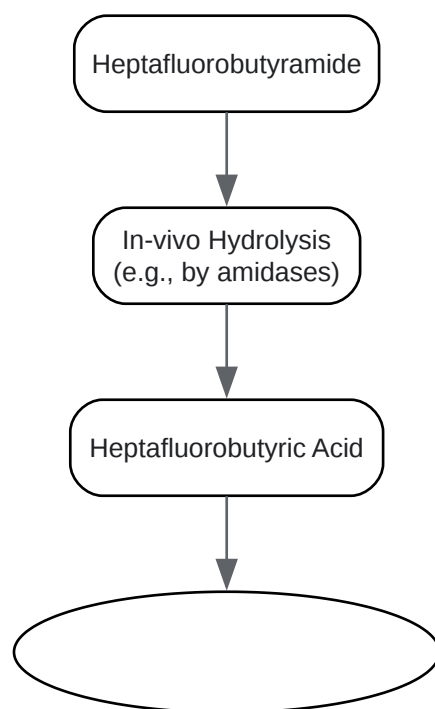 Heptafluorobutyramide
In-vivo Hydrolysis
(e.g., by amidases)
Heptafluorobutyric Acid